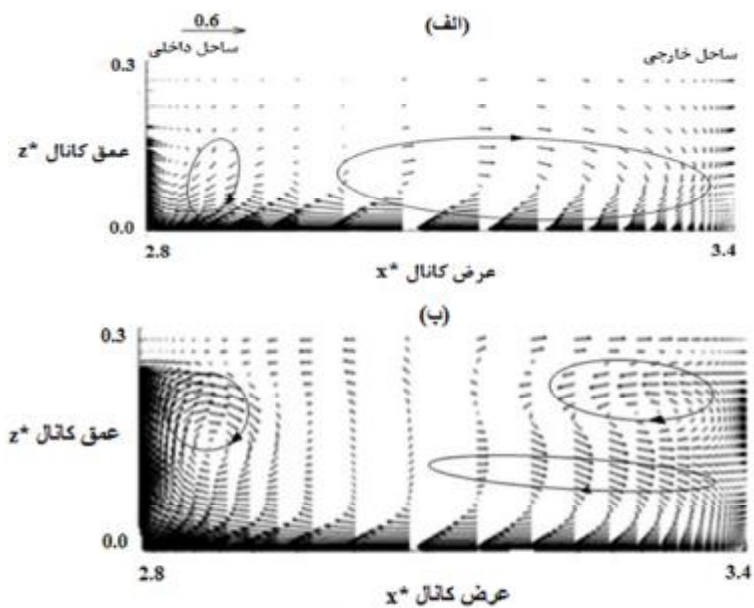 0.6
(الف)
ساحل داخلی
ساحل خارجی
0.3
عمق کانال z*
0.0
2.8
3.4
عرض کانال x*
(ب)
0.3
عمق کانال z*
0.0
2.8
3.4
عرض کانال x*